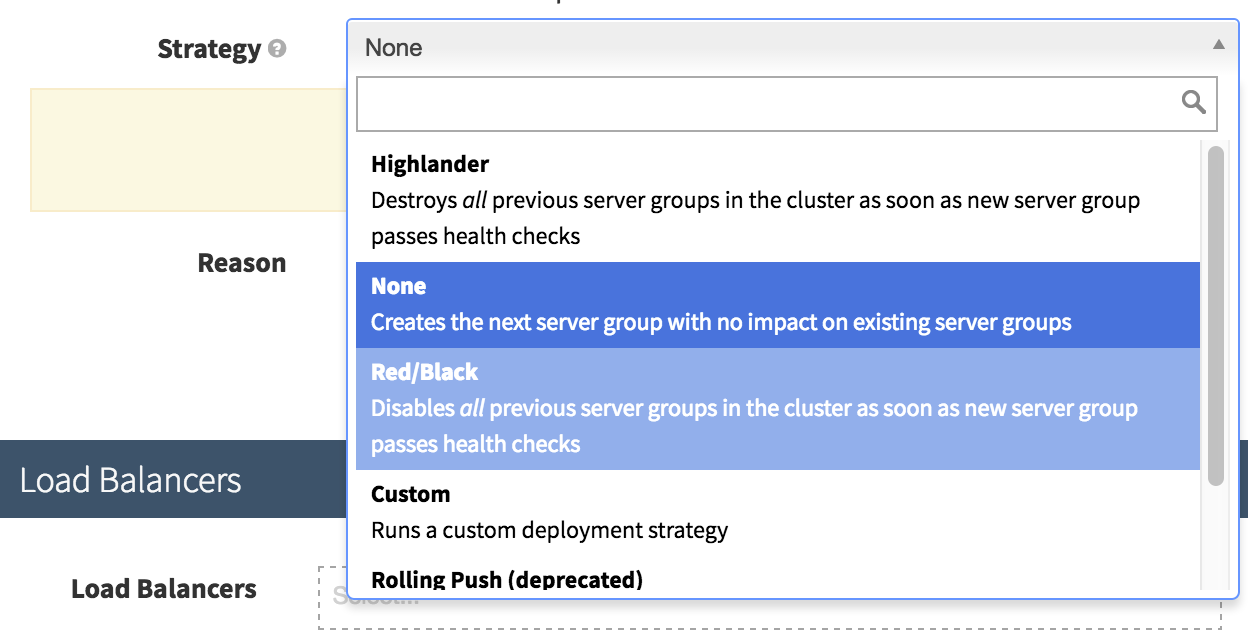 Strategy
None
Highlander
Destroys all previous server groups in the cluster as soon as new server group
passes health checks
None
Creates the next server group with no impact on existing server groups
Reason
Red/Black
Disables all previous server groups in the cluster as soon as new server group
passes health checks
Load Balancers
Custom
Runs a custom deployment strategy
Rolling Push (deprecated)
Load Balancers
Select...